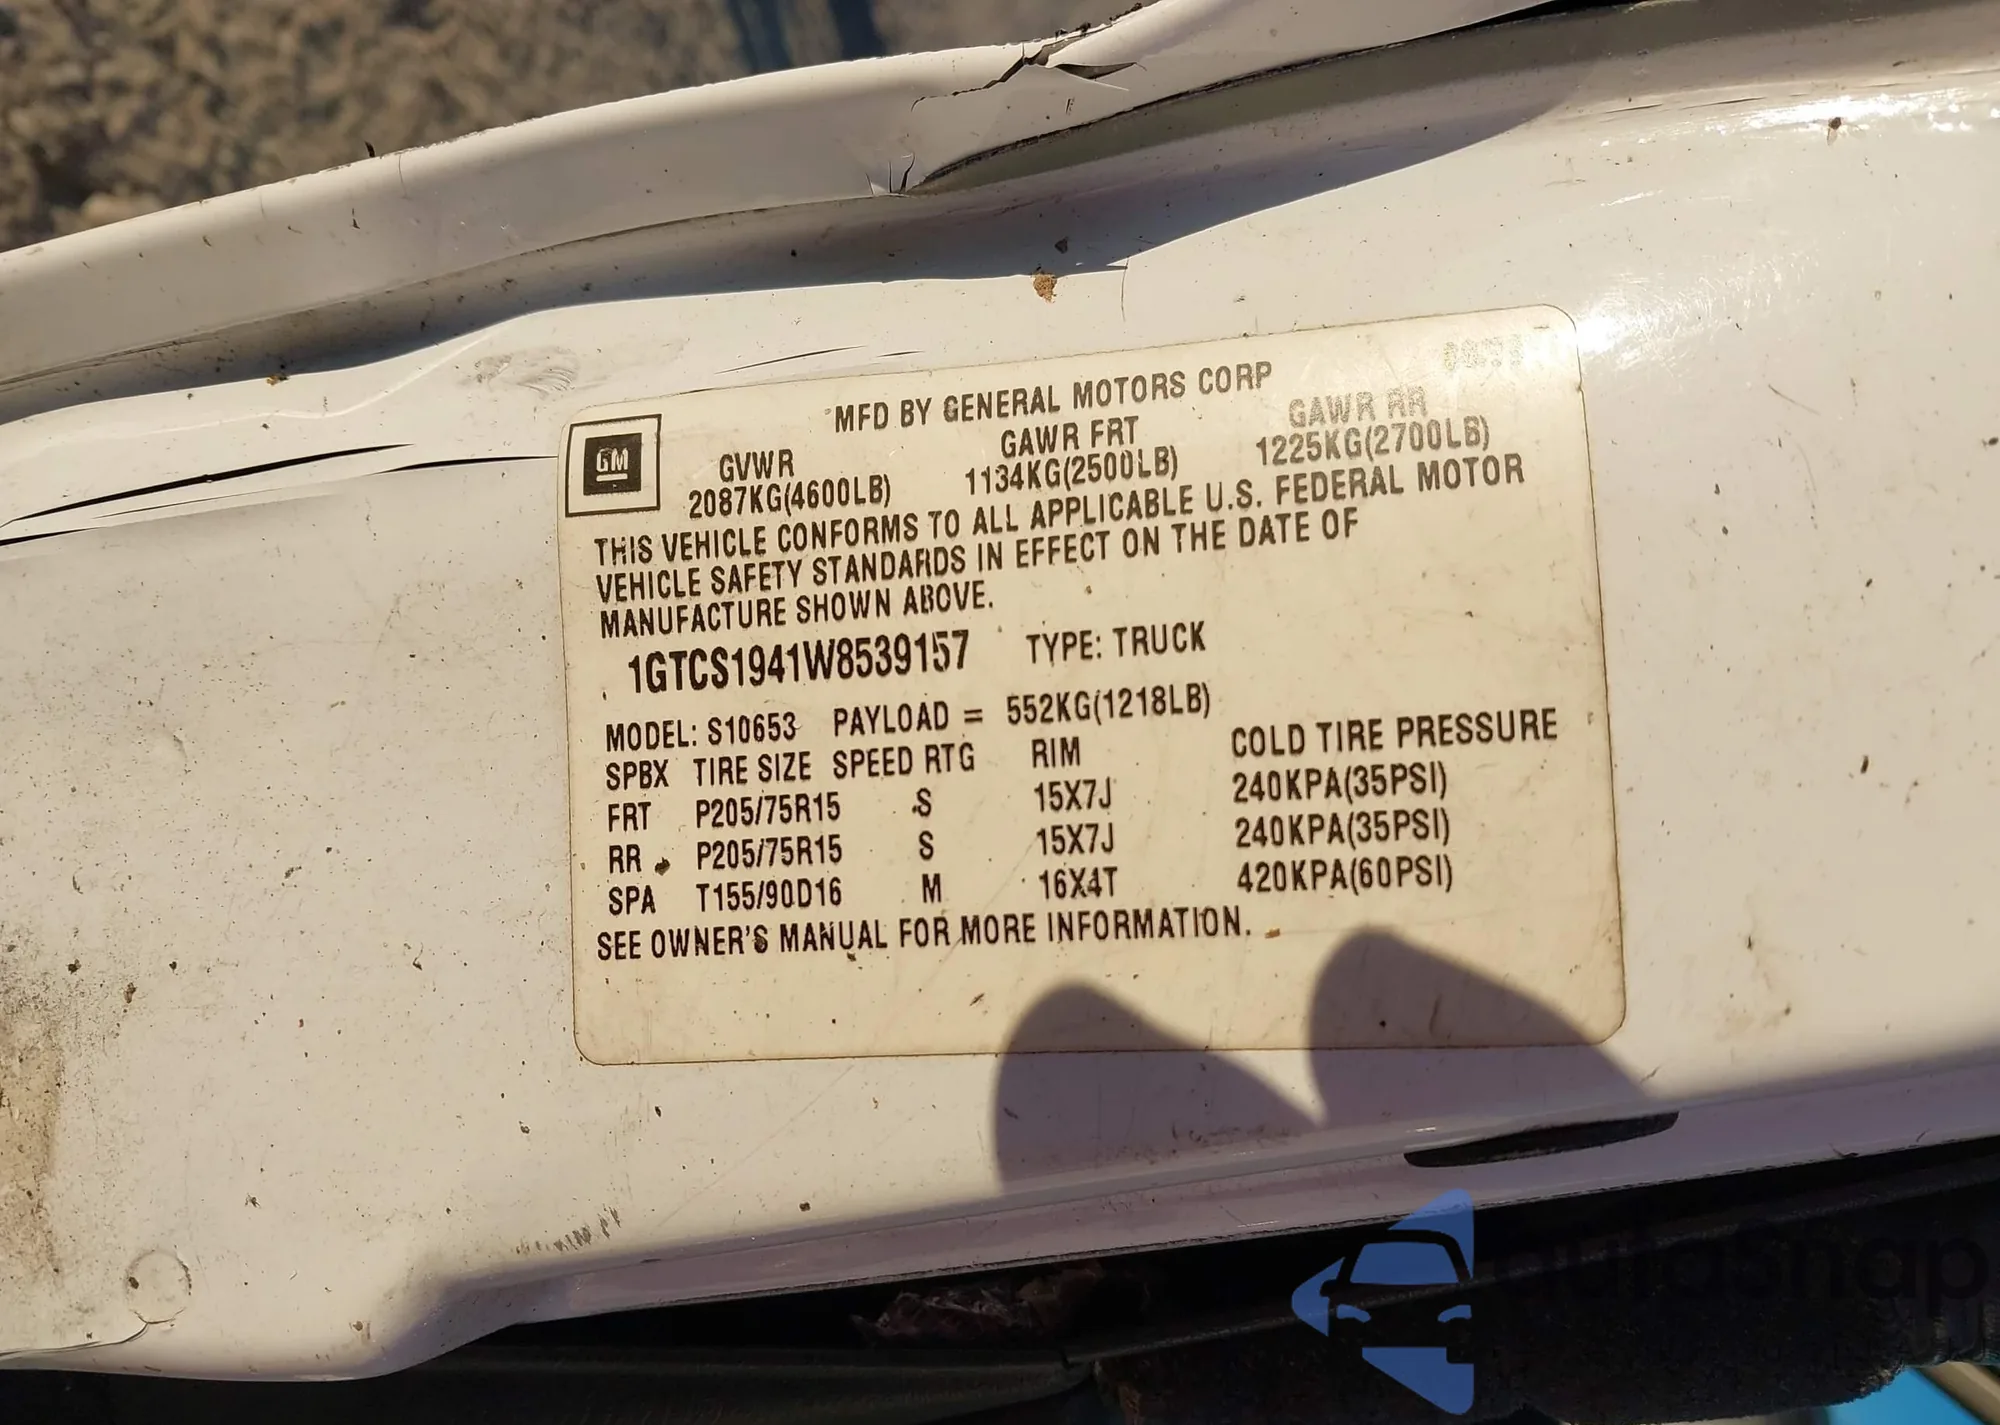 MFD BY GENERAL MOTORS CORP
GM
GVWR GAWR FRT GAWR RR
2087KG(4600LB) 1134KG(2500LB) 1225KG(2700LB)
THIS VEHICLE CONFORMS TO ALL APPLICABLE U.S. FEDERAL MOTOR
VEHICLE SAFETY STANDARDS IN EFFECT ON THE DATE OF
MANUFACTURE SHOWN ABOVE.
1GTCS1941W8539157 TYPE: TRUCK
MODEL: S10653 PAYLOAD = 552KG(1218LB)
SPBX TIRE SIZE SPEED RTG RIM COLD TIRE PRESSURE
FRT P205/75R15 S 15X7J 240KPA(35PSI)
RR P205/75R15 S 15X7J 240KPA(35PSI)
SPA T155/90D16 M 16X4T 420KPA(60PSI)
SEE OWNER'S MANUAL FOR MORE INFORMATION.
autosnap